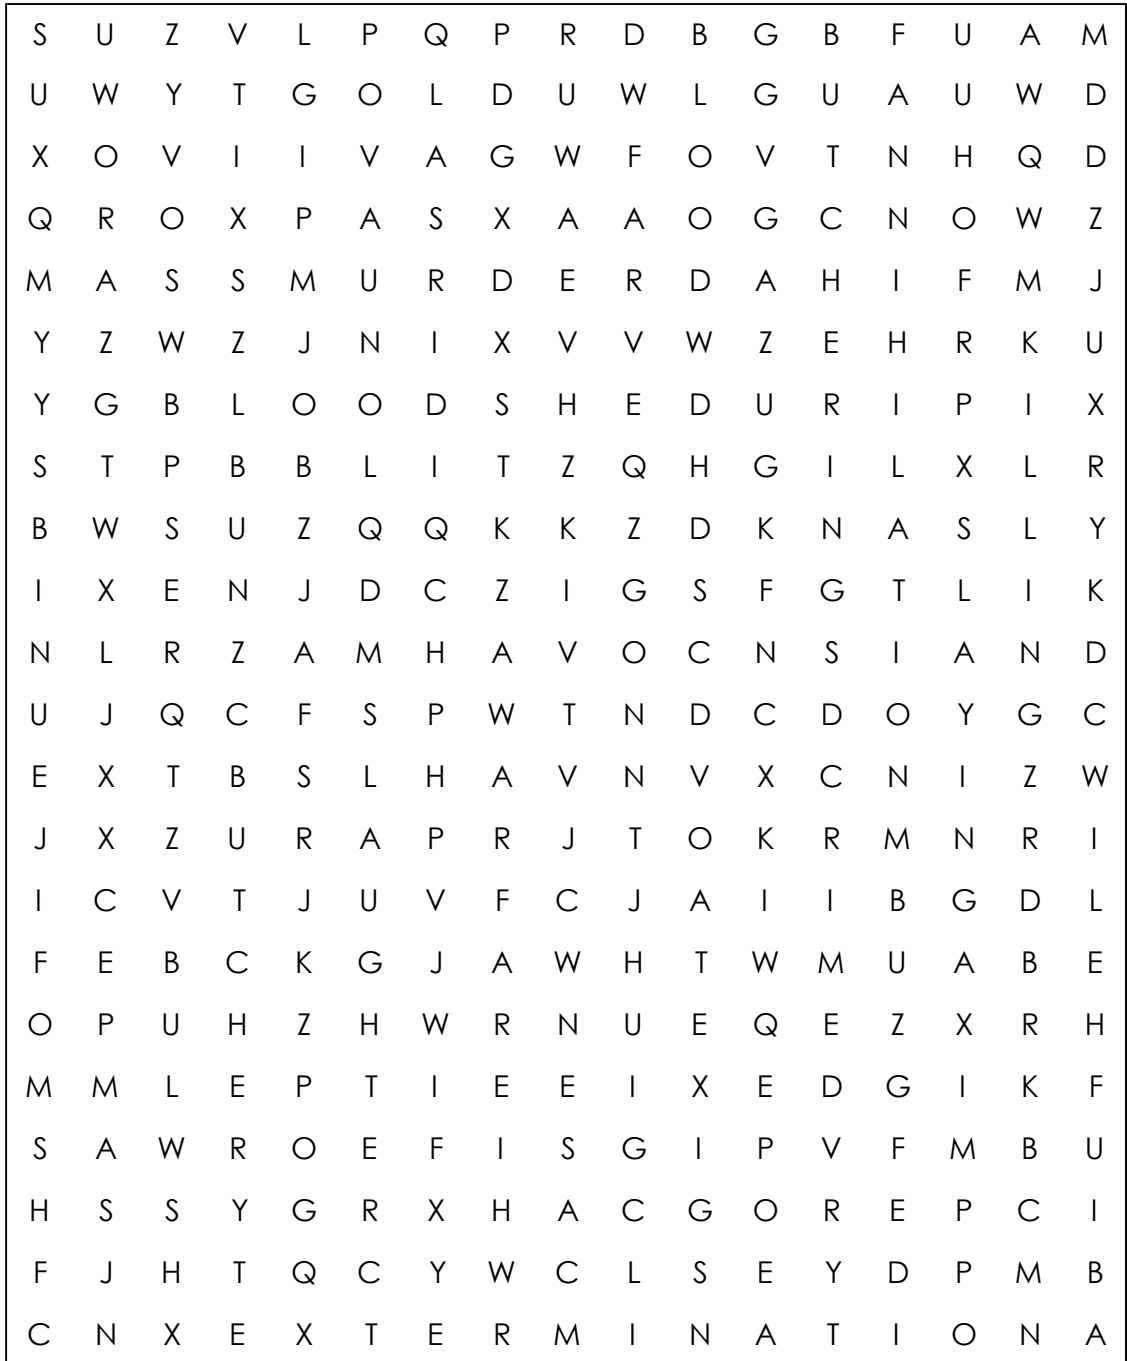 S U Z V L P Q P R D B G B F U A M
U W Y T G O L D U W L G U A U W D
X O V I I V A G W F O V T N H Q D
Q R O X P A S X A A O G C N O W Z
M A S S M U R D E R D A H I F M J
Y Z W Z J N I X V V W Z E H R K U
Y G B L O O D S H E D U R I P I X
S T P B B L I T Z Q H G I L X L R
B W S U Z Q Q K K Z D K N A S L Y
I X E N J D C Z I G S F G T L I K
N L R Z A M H A V O C N S I A N D
U J Q C F S P W T N D C D O Y G C
E X T B S L H A V N V X C N I Z W
J X Z U R A P R J T O K R M N R I
I C V T J U V F C J A I I B G D L
F E B C K G J A W H T W M U A B E
O P U H Z H W R N U E Q E Z X R H
M M L E P T I E E I X E D G I K F
S A W R O E F I S G I P V F M B U
H S S Y G R X H A C G O R E P C I
F J H T Q C Y W C L S E Y D P M B
C N X E X T E R M I N A T I O N A